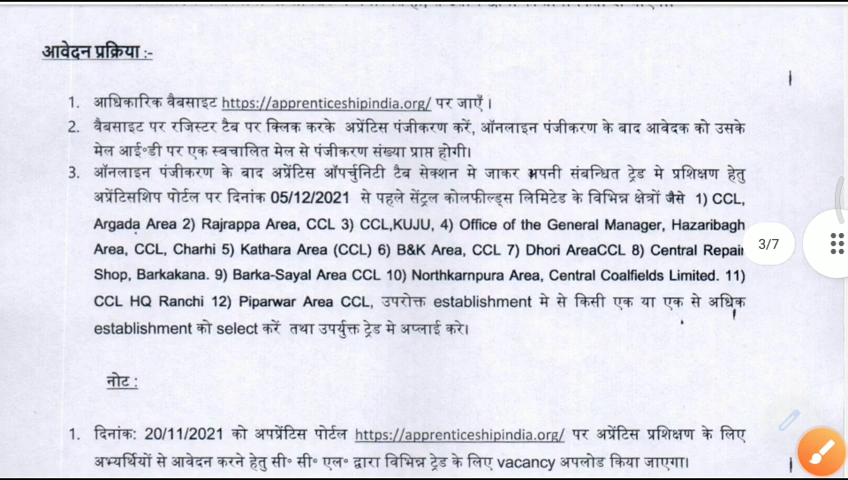 आवेदन प्रक्रिया :-
1. आधिकारिक वैबसाइट https://apprenticeshipindia.org/ पर जाएँ।
2. वैबसाइट पर रजिस्टर टैब पर क्लिक करके अप्रेंटिस पंजीकरण करें, ऑनलाइन पंजीकरण के बाद आवेदक को उसके
मेल आई॰डी पर एक स्वचालित मेल से पंजीकरण संख्या प्राप्त होगी।
3. ऑनलाइन पंजीकरण के बाद अप्रेंटिस ऑपर्चुनिटी टैब सेक्शन मे जाकर अपनी संबन्धित ट्रेड मे प्रशिक्षण हेतु
अप्रेंटिसशिप पोर्टल पर दिनांक 05/12/2021 से पहले सेंट्रल कोलफील्ड्स लिमिटेड के विभिन्न क्षेत्रों जैसे 1) CCL,
Argada Area 2) Rajrappa Area, CCL 3) CCL,KUJU, 4) Office of the General Manager, Hazaribagh
Area, CCL, Charhi 5) Kathara Area (CCL) 6) B&K Area, CCL 7) Dhori AreaCCL 8) Central Repair
3/7
Shop, Barkakana. 9) Barka-Sayal Area CCL 10) Northkarnpura Area, Central Coalfields Limited. 11)
CCL HQ Ranchi 12) Piparwar Area CCL, उपरोक्त establishment मे से किसी एक या एक से अधिक
establishment को select करें तथा उपर्युक्त ट्रेड मे अप्लाई करे।
नोट :
1. दिनांक: 20/11/2021 को अपप्रेंटिस पोर्टल https://apprenticeshipindia.org/ पर अप्रेंटिस प्रशिक्षण के लिए
अभ्यर्थियों से आवेदन करने हेतु सी॰ सी॰ एल॰ द्वारा विभिन्न ट्रेड के लिए vacancy अपलोड किया जाएगा।